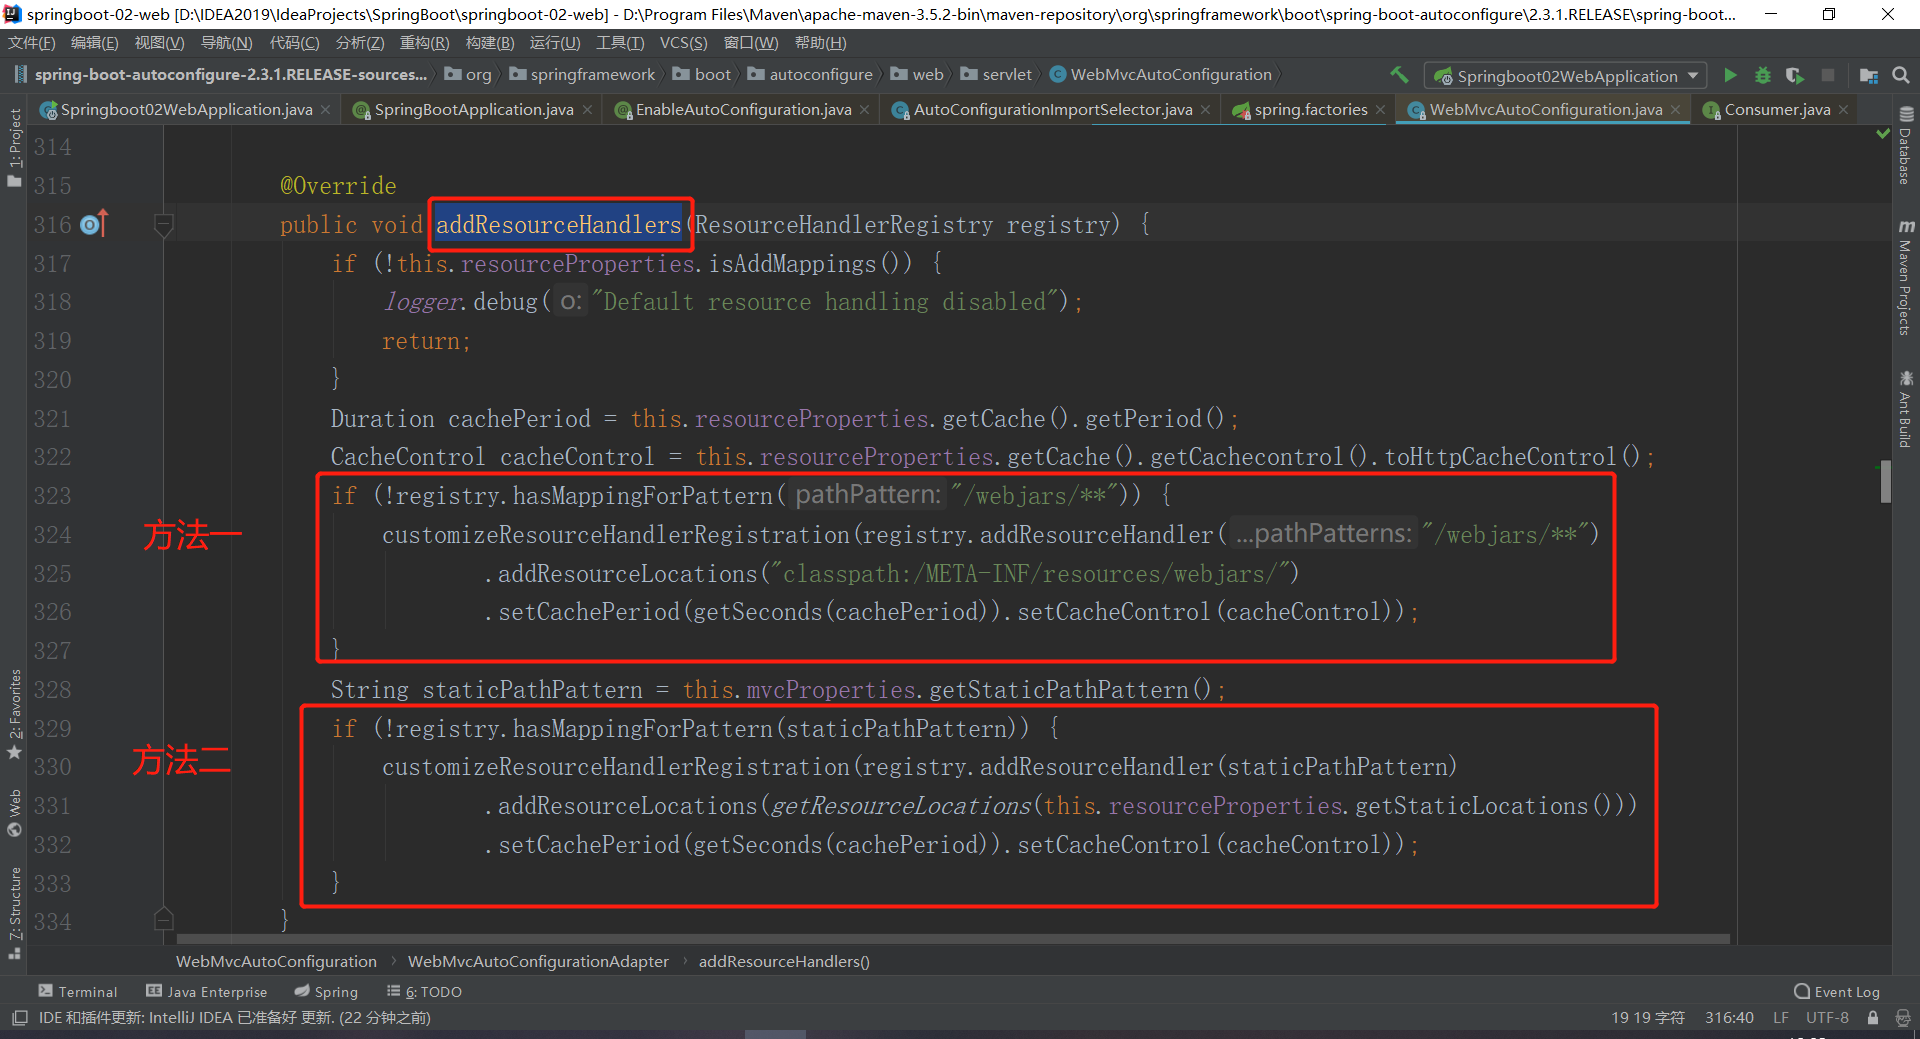 springboot-02-web [D:\IDEA2019\IdeaProjects\SpringBoot\springboot-02-web] - D:\Program Files\Maven\apache-maven-3.5.2-bin\maven-repository\org\springframework\boot\spring-boot-autoconfigure\2.3.1.RELEASE\spring-boot...
文件(F) 编辑(E) 视图(V) 导航(N) 代码(C) 分析(Z) 重构(R) 构建(B) 运行(U) 工具(T) VCS(S) 窗口(W) 帮助(H)
spring-boot-autoconfigure-2.3.1.RELEASE-sources... org springframework boot autoconfigure web servlet WebMvcAutoConfiguration Springboot02WebApplication
Springboot02WebApplication.java SpringBootApplication.java EnableAutoConfiguration.java AutoConfigurationImportSelector.java spring.factories WebMvcAutoConfiguration.java Consumer.java
1: Project
2: Favorites
Web
7: Structure
Database
Maven Projects
Ant Build
314
315 @Override
316 public void addResourceHandlers(ResourceHandlerRegistry registry) {
317 if (!this.resourceProperties.isAddMappings()) {
318 logger.debug( o: "Default resource handling disabled");
319 return;
320 }
321 Duration cachePeriod = this.resourceProperties.getCache().getPeriod();
322 CacheControl cacheControl = this.resourceProperties.getCache().getCachecontrol().toHttpCacheControl();
323 if (!registry.hasMappingForPattern( pathPattern: "/webjars/**")) {
方法一
324 customizeResourceHandlerRegistration(registry.addResourceHandler( ...pathPatterns: "/webjars/**")
325 .addResourceLocations("classpath:/META-INF/resources/webjars/")
326 .setCachePeriod(getSeconds(cachePeriod)).setCacheControl(cacheControl));
327 }
328 String staticPathPattern = this.mvcProperties.getStaticPathPattern();
329 if (!registry.hasMappingForPattern(staticPathPattern)) {
方法二
330 customizeResourceHandlerRegistration(registry.addResourceHandler(staticPathPattern)
331 .addResourceLocations(getResourceLocations(this.resourceProperties.getStaticLocations()))
332 .setCachePeriod(getSeconds(cachePeriod)).setCacheControl(cacheControl));
333 }
334 }
WebMvcAutoConfiguration WebMvcAutoConfigurationAdapter addResourceHandlers()
Terminal Java Enterprise Spring 6: TODO Event Log
IDE 和插件更新: IntelliJ IDEA 已准备好 更新. (22 分钟之前) 19 19 字符 316:40 LF UTF-8